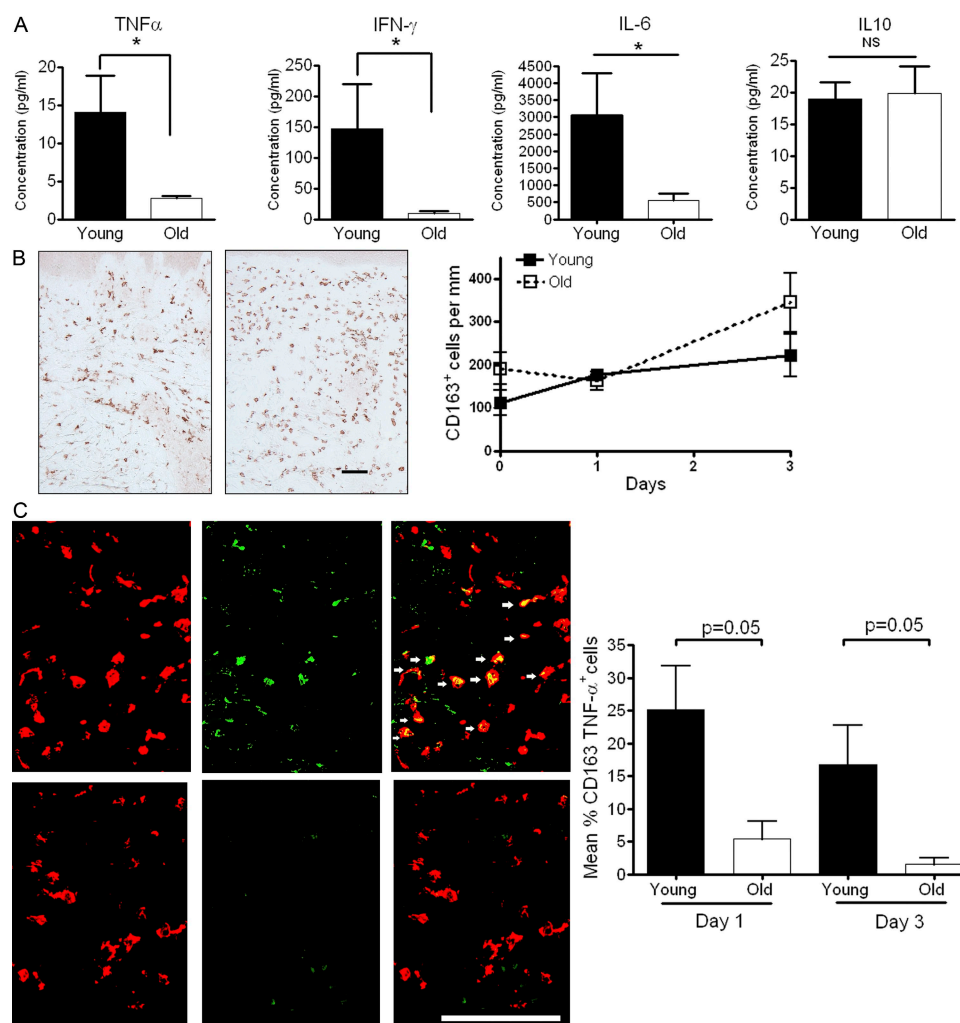 A
TNFα
*
Concentration (pg/ml)
20
15
10
5
0
Young Old
IFN-γ
*
Concentration (pg/ml)
250
200
150
100
50
0
Young Old
IL-6
*
Concentration (pg/ml)
4500
4000
3500
3000
2500
2000
1500
1000
500
0
Young Old
IL10
NS
Concentration (pg/ml)
25
20
15
10
5
0
Young Old
B
Young
Old
CD163+ cells per mm
400
300
200
100
0
0 1 2 3
Days
C
p=0.05 p=0.05
Mean % CD163 TNF-α+ cells
35
30
25
20
15
10
5
0
Young Old Young Old
Day 1 Day 3